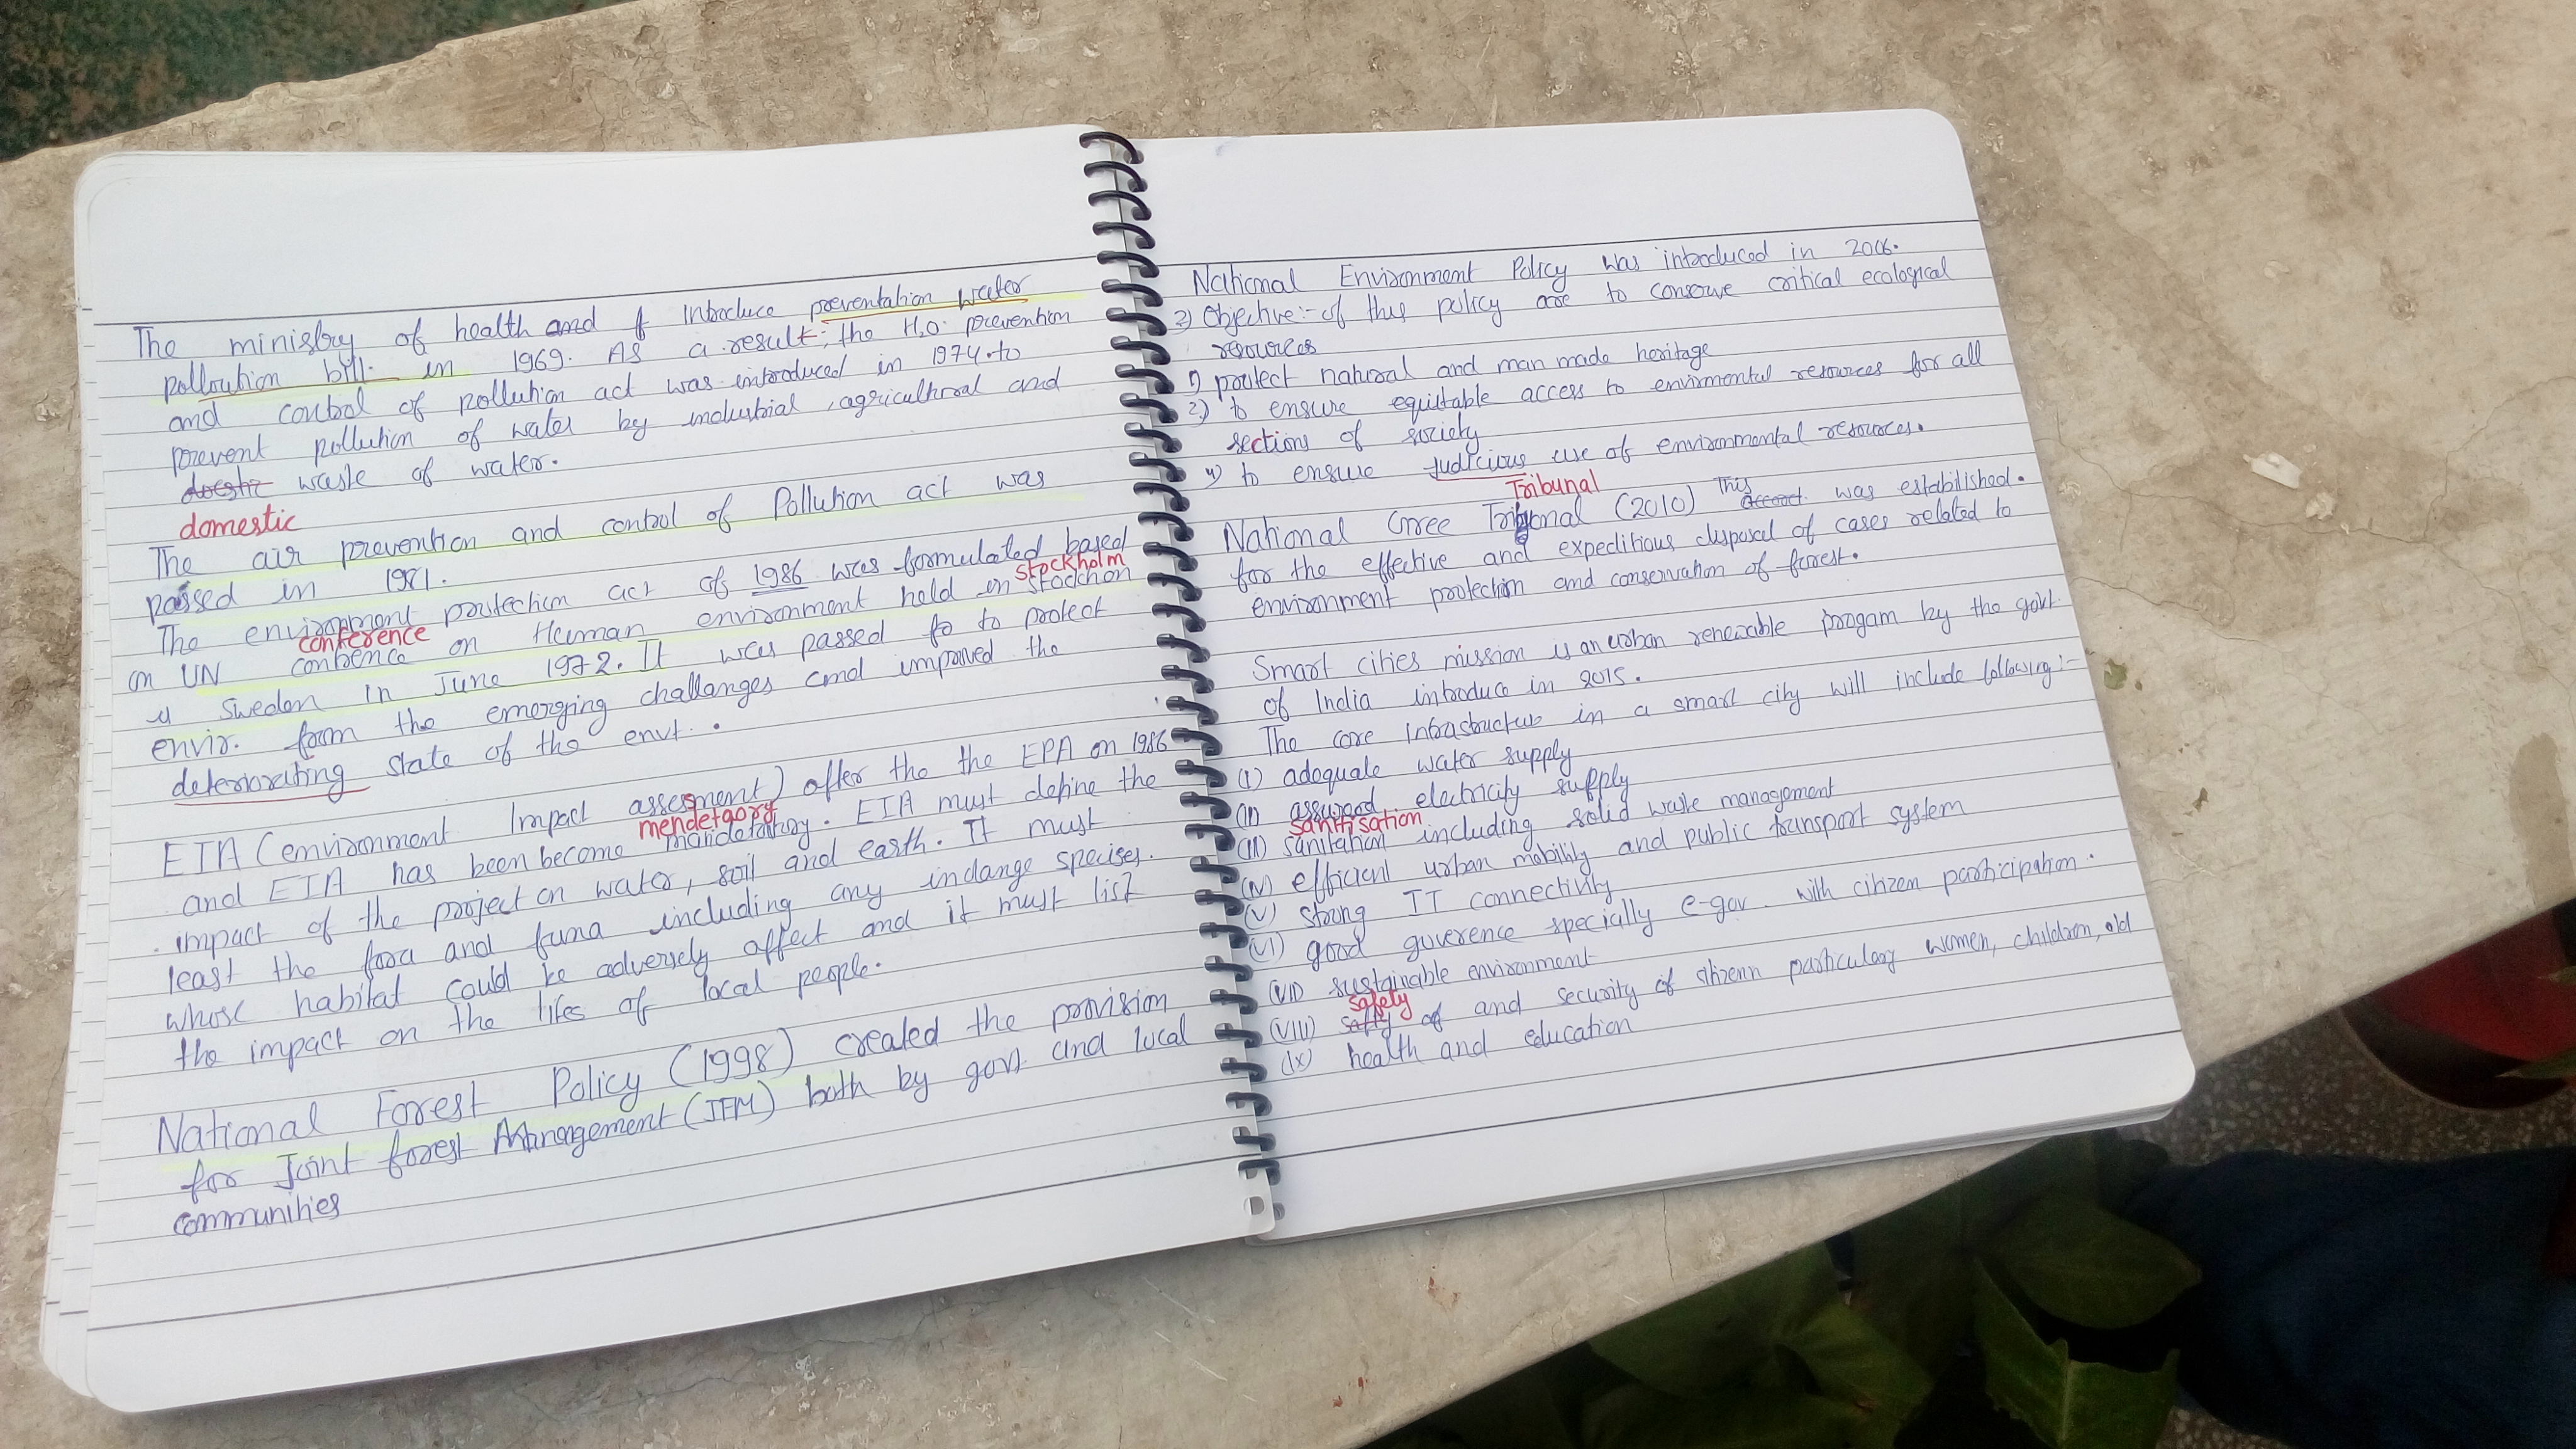 The ministry of health and f Introduce preventation water
polloution bill. in 1969. As a result, the H2O prevention
and control of pollution act was introduced in 1974 to
prevent pollution of water by industrial, agricultural and
doestic waste of water.
domestic
The air prevention and control of Pollution act was
passed in 1981.
The environment protection act of 1986 was formulated based
stockholm
on UN conference on Human environment held in stockhon
conference
Sweden in June 1972. It was passed fo to protect
envir. from the emerging challanges and improved the
deteriorating state of the envt.
EIA (environment Impact assessment) after the the EPA on 1986
mendetgory
and EIA has been become mandetatory. EIA must define the
impact of the project on water, soil and earth. It must
least the fora and funa including any indange speises.
whose habitat could be adversely affect and it must list
the impact on the lifes of local people.
National Forest Policy (1998) created the provision
for Joint forest Management (JFM) both by govt and local
communities
National Environment Policy was introduced in 2006.
Objective:- of this policy are to conserve critical ecological
resources
1) protect natural and man made heritage
2) to ensure equitable access to envirmental resources for all
sections of society
4) to ensure Judicious use of environmental resources.
Tribunal
National Gree (2010) This was estabilished.
for the effective and expeditious disposal of cases related to
environment protection and conservation of forest.
Smart cities mission is an urban renewable progam by the govt.
of India introduce in 2015.
The core Infrastructure in a smart city will include following:-
(I) adequate water supply
(II) assured electricity supply
sanitisation
(III) sanitation including solid waste management
(IV) efficient urban mobility and public transport system
(V) strong IT connectivity
(VI) good guverence specially e-gov. with citizen participation.
(VII) sustainable environment
safety
(VIII) safty of and security of citizenn particulary women, children, old
(IX) health and education